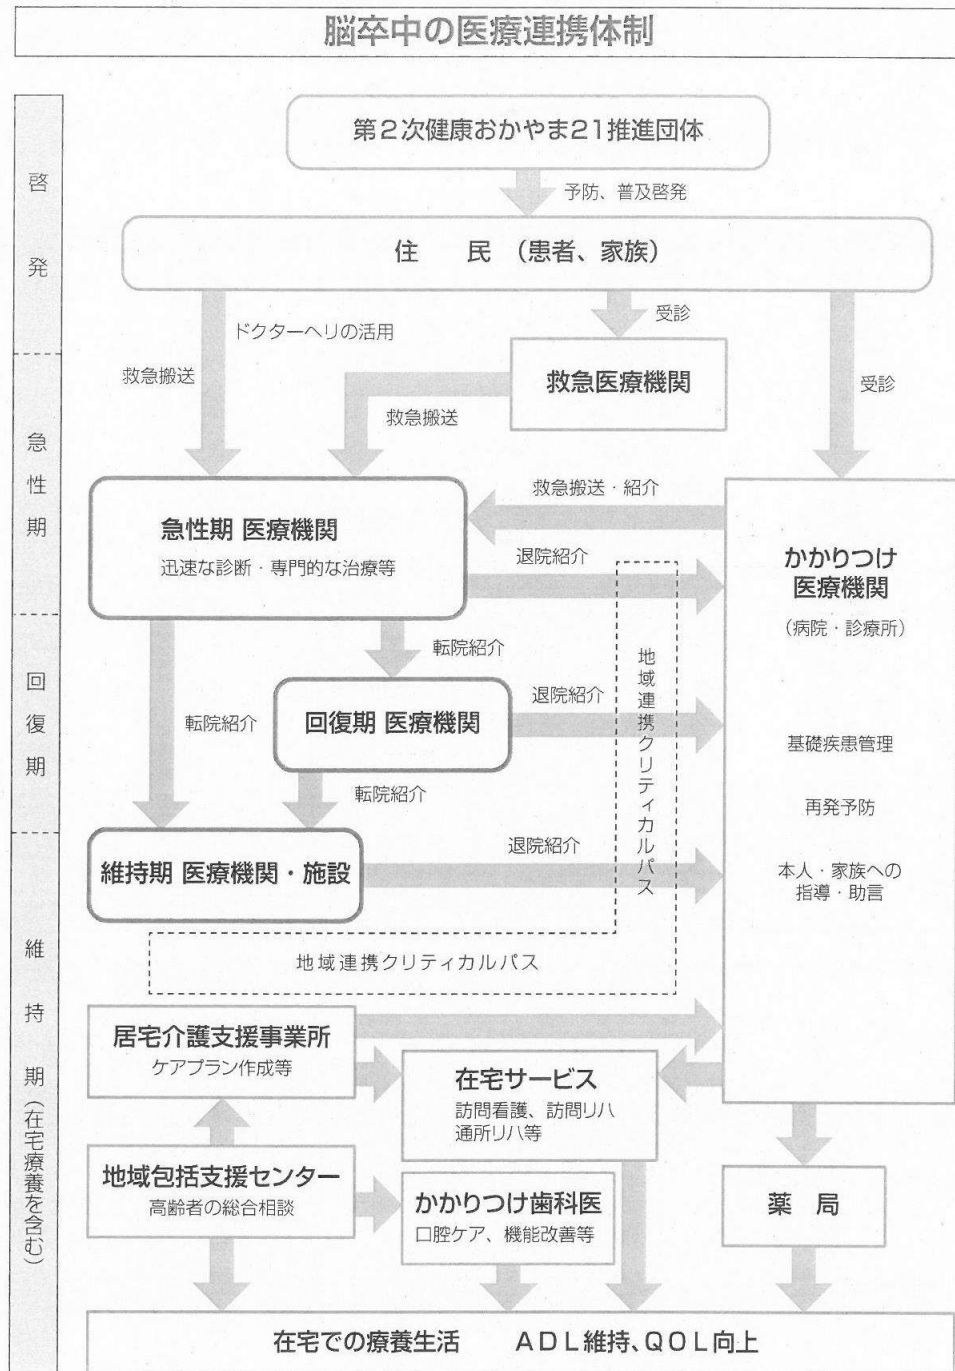 脳卒中の医療連携体制
啓発
第2次健康おかやま21推進団体
予防、普及啓発
住　民　（患者、家族）
ドクターヘリの活用
受診
救急搬送
救急医療機関
受診
救急搬送
急性期
救急搬送・紹介
急性期 医療機関
迅速な診断・専門的な治療等
退院紹介
かかりつけ
医療機関
（病院・診療所）
転院紹介
地域連携クリティカルパス
回復期
転院紹介
回復期 医療機関
退院紹介
基礎疾患管理
転院紹介
再発予防
維持期 医療機関・施設
退院紹介
本人・家族への
指導・助言
地域連携クリティカルパス
維持期（在宅療養を含む）
居宅介護支援事業所
ケアプラン作成等
在宅サービス
訪問看護、訪問リハ
通所リハ等
地域包括支援センター
高齢者の総合相談
かかりつけ歯科医
口腔ケア、機能改善等
薬　局
在宅での療養生活　　ＡＤＬ維持、ＱＯＬ向上